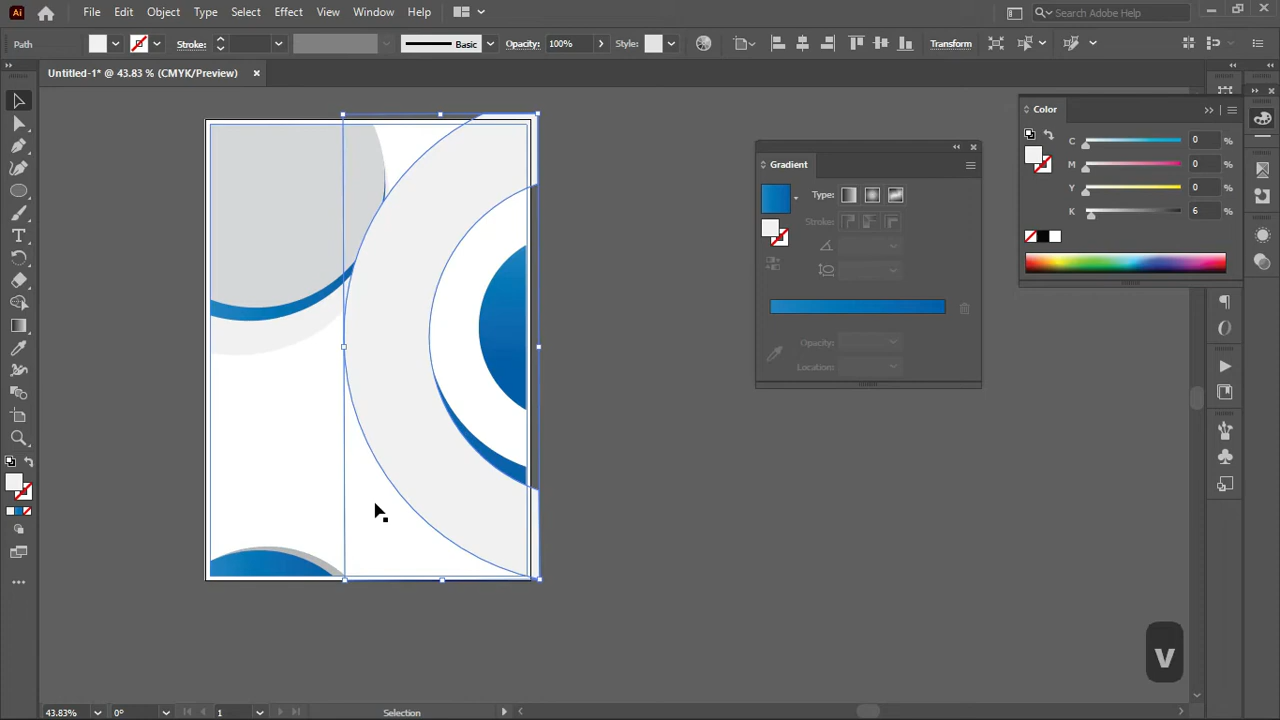 Ai File Edit Object Type Select Effect View Window Help Search Adobe Help
Path Stroke: Basic Opacity: 100% Style: Transform
Untitled-1* @ 43.83 % (CMYK/Preview)
Color
C 0 %
M 0 %
Y 0 %
K 6 %
Gradient
Type:
Stroke:
Opacity:
Location:
V
43.83% 0° 1 Selection